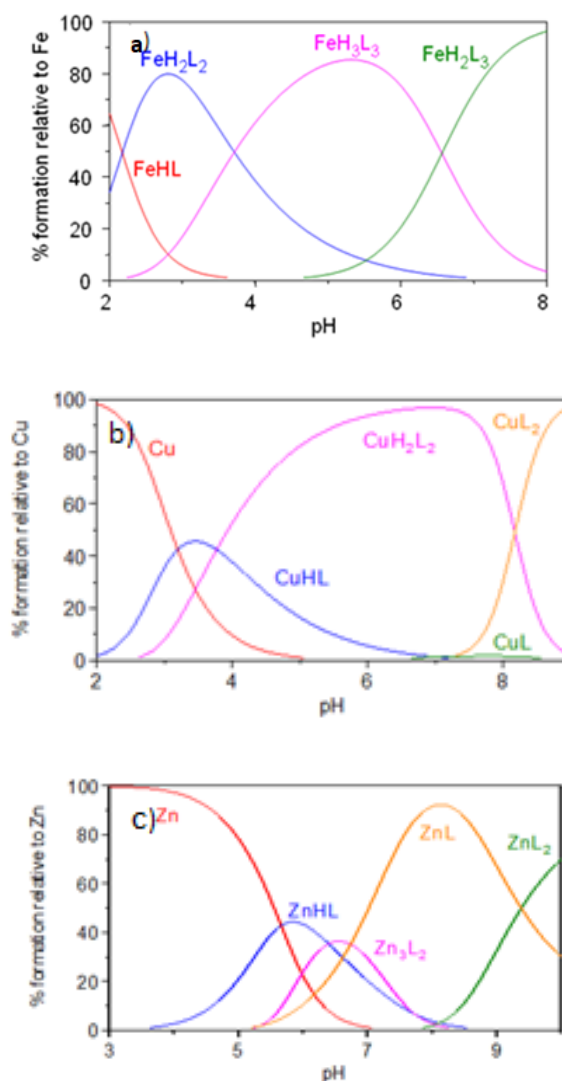 a)
% formation relative to Fe
100
80
60
40
20
0
FeH₂L₂
FeH₃L₃
FeH₂L₃
FeHL
2 4 6 8
pH
b)
% formation relative to Cu
100
80
60
40
20
0
Cu
CuH₂L₂
CuL₂
CuHL
CuL
2 4 6 8
pH
c)
% formation relative to Zn
100
80
60
40
20
0
Zn
ZnL
ZnL₂
ZnHL
Zn₃L₂
3 5 7 9
pH